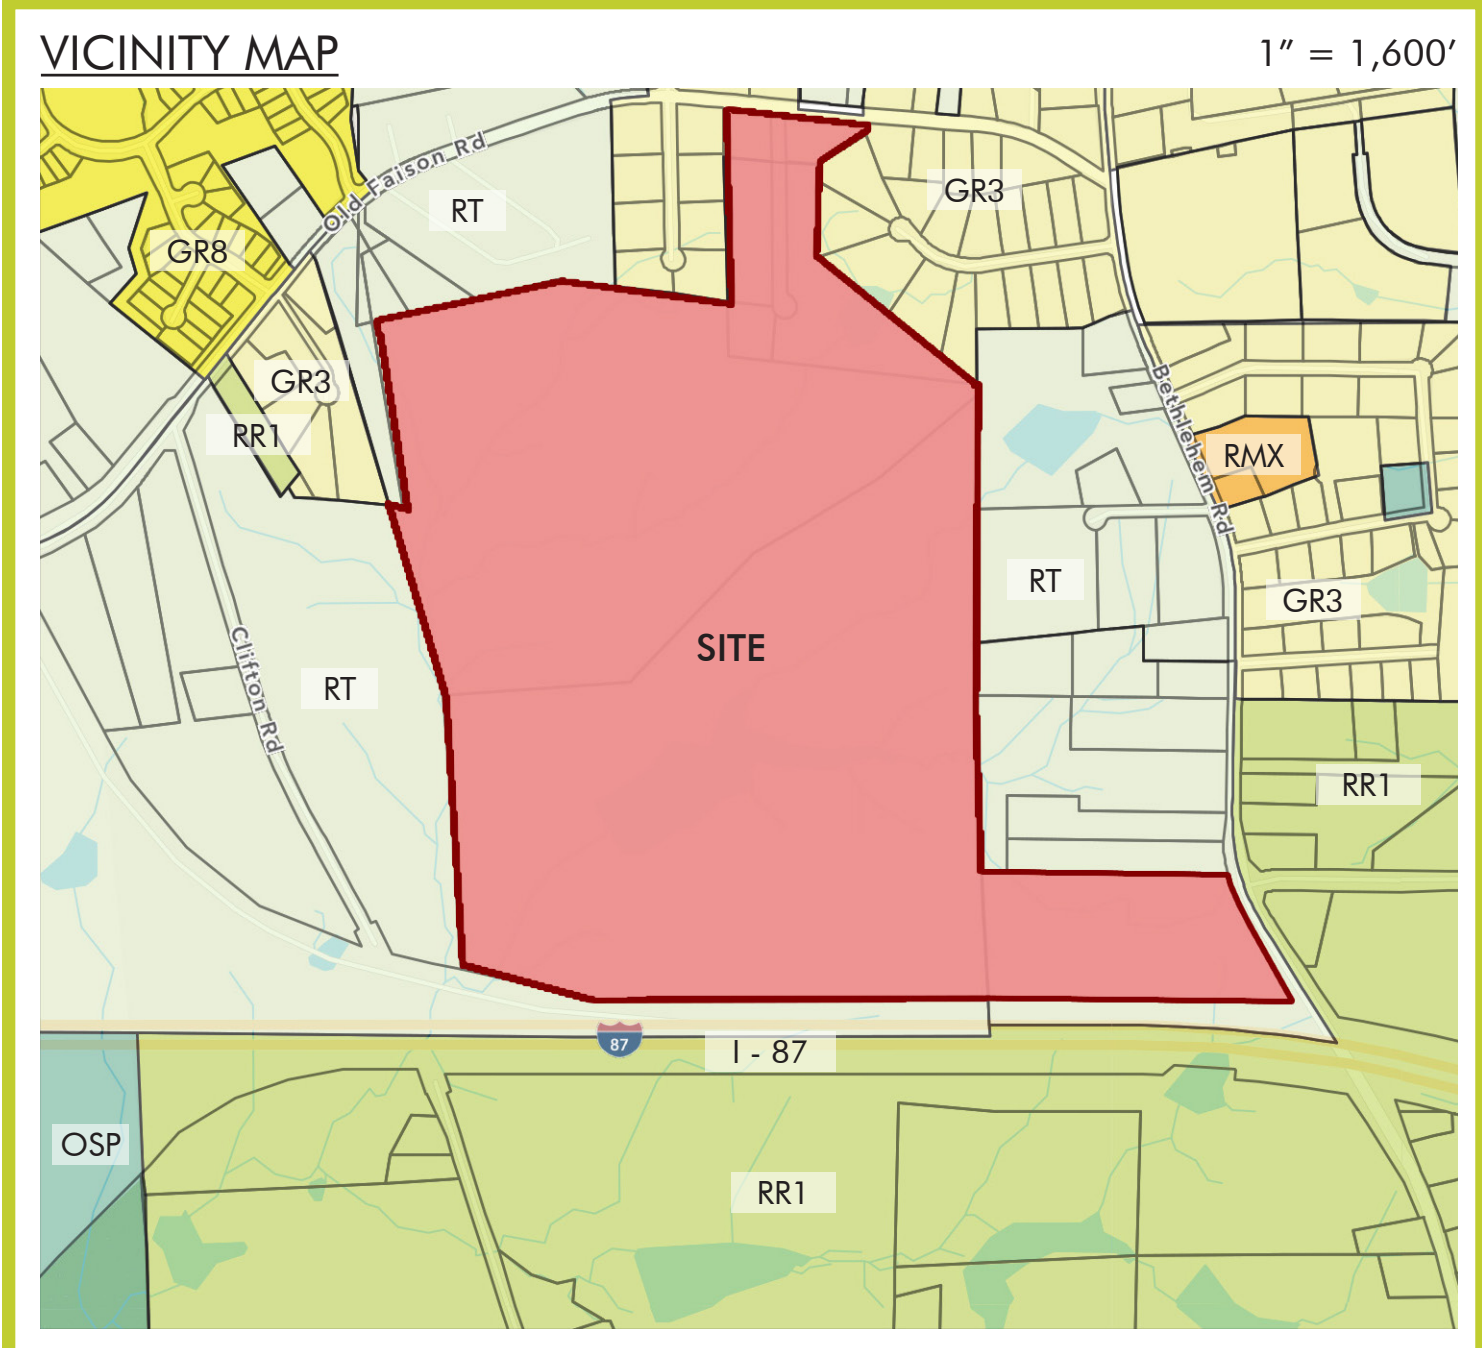 VICINITY MAP
1" = 1,600'
Old Faison Rd
RT
GR3
GR8
GR3
RR1
Bethlehem Rd
RMX
RT
GR3
SITE
Clifton Rd
RT
RR1
87
I - 87
OSP
RR1